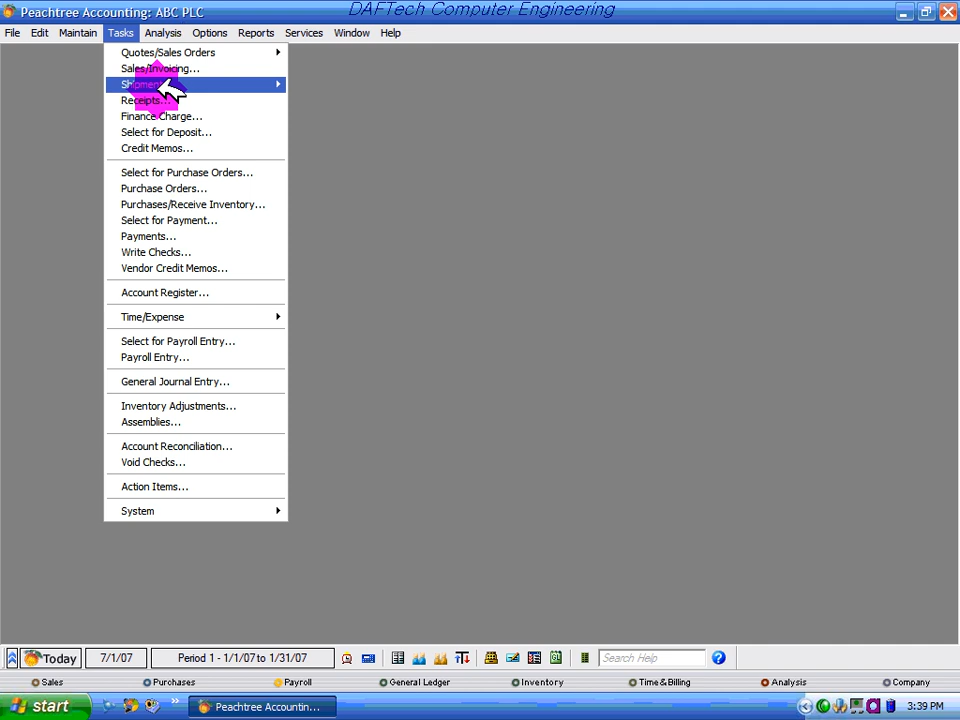 DAFTech Computer Engineering
Peachtree Accounting: ABC PLC
File Edit Maintain Tasks Analysis Options Reports Services Window Help
Quotes/Sales Orders
Sales/Invoicing...
Receipts...
Finance Charge...
Select for Deposit...
Credit Memos...
Select for Purchase Orders...
Purchase Orders...
Purchases/Receive Inventory...
Select for Payment...
Payments...
Write Checks...
Vendor Credit Memos...
Account Register...
Time/Expense
Select for Payroll Entry...
Payroll Entry...
General Journal Entry...
Inventory Adjustments...
Assemblies...
Account Reconciliation...
Void Checks...
Action Items...
System
Today 7/1/07 Period 1 - 1/1/07 to 1/31/07 Search Help
Sales Purchases Payroll General Ledger Inventory Time & Billing Analysis Company
start Peachtree Accountin... 3:39 PM